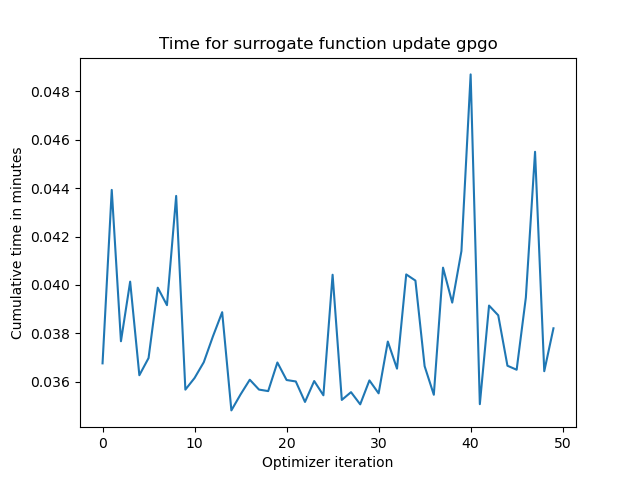 Time for surrogate function update gpgo
Cumulative time in minutes
0.048
0.046
0.044
0.042
0.040
0.038
0.036
0 10 20 30 40 50
Optimizer iteration